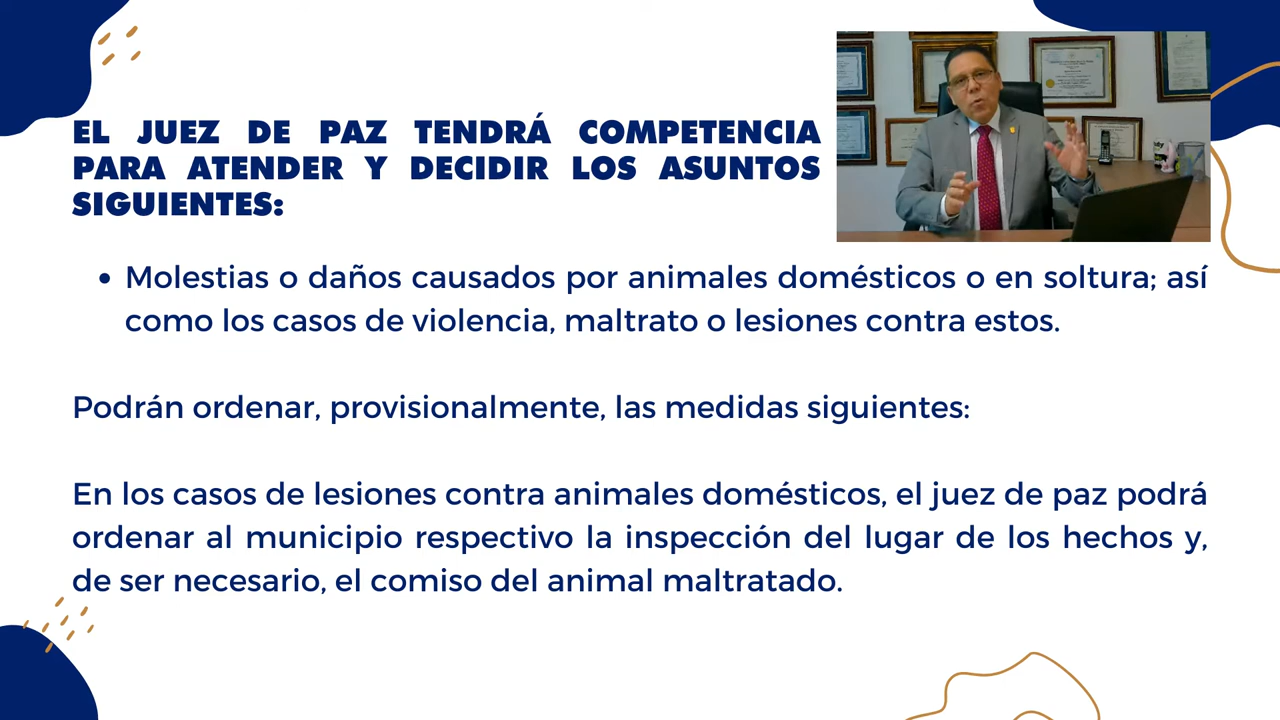 EL JUEZ DE PAZ TENDRÁ COMPETENCIA
PARA ATENDER Y DECIDIR LOS ASUNTOS
SIGUIENTES:
• Molestias o daños causados por animales domésticos o en soltura; así
como los casos de violencia, maltrato o lesiones contra estos.
Podrán ordenar, provisionalmente, las medidas siguientes:
En los casos de lesiones contra animales domésticos, el juez de paz podrá
ordenar al municipio respectivo la inspección del lugar de los hechos y,
de ser necesario, el comiso del animal maltratado.